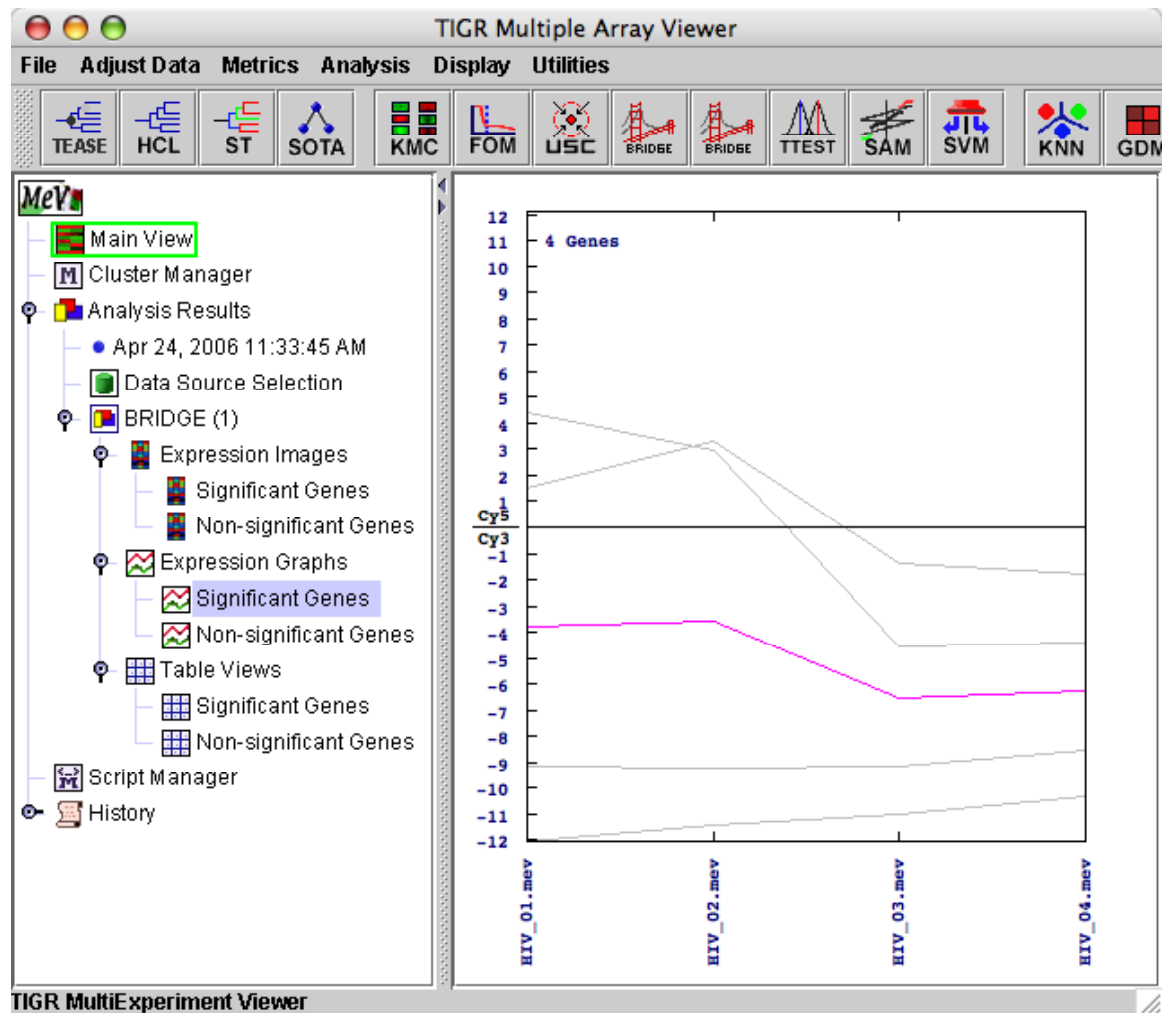 TIGR Multiple Array Viewer
File Adjust Data Metrics Analysis Display Utilities
TEASE HCL ST SOTA KMC FOM USC BRIDGE BRIDGE TTEST SAM SVM KNN GDM
MeV
Main View
Cluster Manager
Analysis Results
Apr 24, 2006 11:33:45 AM
Data Source Selection
BRIDGE (1)
Expression Images
Significant Genes
Non-significant Genes
Expression Graphs
Significant Genes
Non-significant Genes
Table Views
Significant Genes
Non-significant Genes
Script Manager
History
12
11
4 Genes
10
9
8
7
6
5
4
3
2
1
Cy5
Cy3
-1
-2
-3
-4
-5
-6
-7
-8
-9
-10
-11
-12
HIV_01.mev
HIV_02.mev
HIV_03.mev
HIV_04.mev
TIGR MultiExperiment Viewer